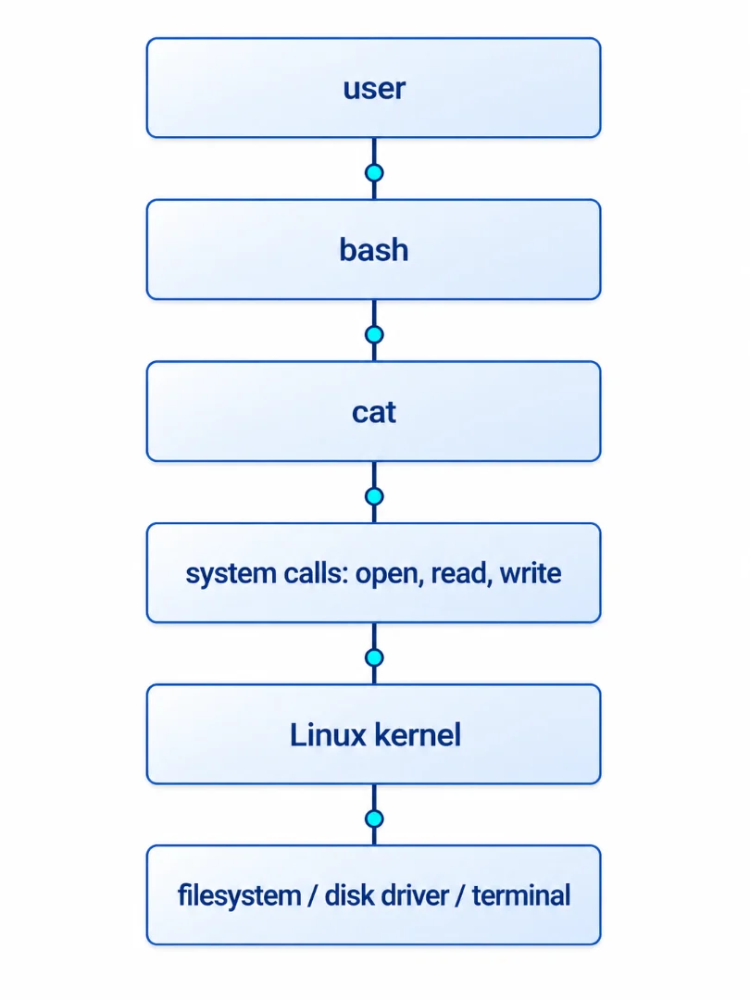 user
bash
cat
system calls: open, read, write
Linux kernel
filesystem / disk driver / terminal